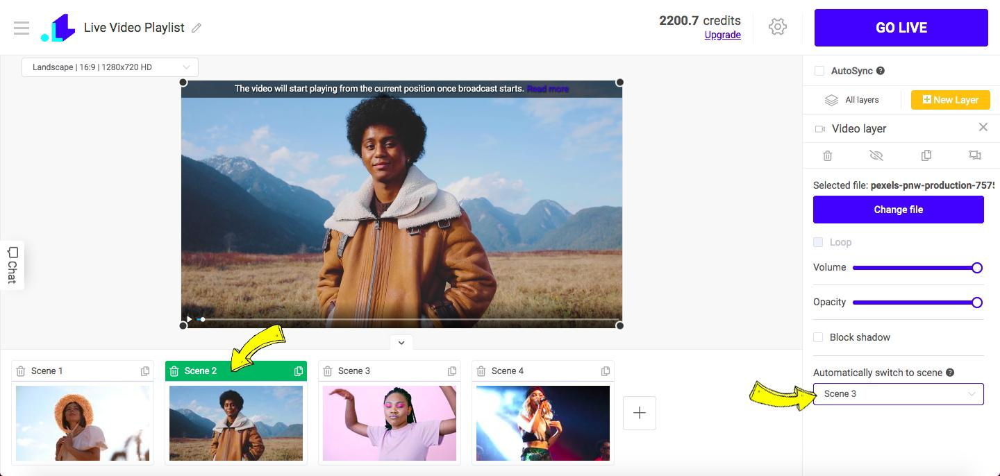 Live Video Playlist
2200.7 credits
Upgrade
GO LIVE
Landscape | 16:9 | 1280x720 HD
The video will start playing from the current position once broadcast starts. Read more
Chat
AutoSync ?
All layers
New Layer
Video layer
Selected file: pexels-pnw-production-7575
Change file
Loop
Volume
Opacity
Block shadow
Automatically switch to scene ?
Scene 3
Scene 1
Scene 2
Scene 3
Scene 4